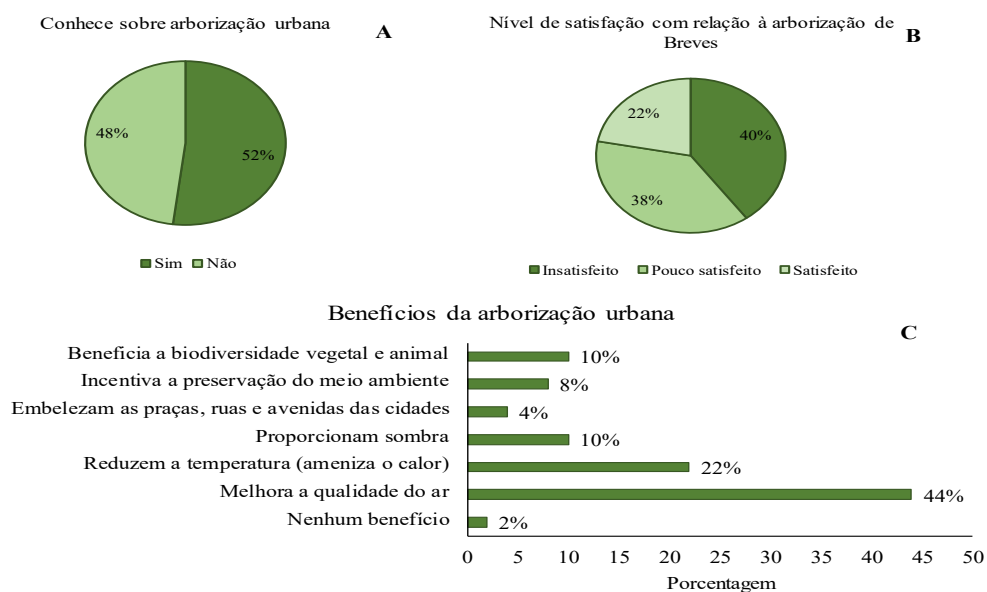 Conhece sobre arborização urbana
A
48%
52%
Sim Não
Nível de satisfação com relação à arborização de
Breves
B
22%
40%
38%
Insatisfeito Pouco satisfeito Satisfeito
Benefícios da arborização urbana
C
Beneficia a biodiversidade vegetal e animal 10%
Incentiva a preservação do meio ambiente 8%
Embelezam as praças, ruas e avenidas das cidades 4%
Proporcionam sombra 10%
Reduzem a temperatura (ameniza o calor) 22%
Melhora a qualidade do ar 44%
Nenhum benefício 2%
0 5 10 15 20 25 30 35 40 45 50
Porcentagem